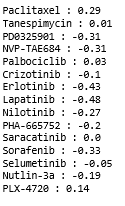 Paclitaxel : 0.29
Tanespimycin : 0.01
PD0325901 : -0.31
NVP-TAE684 : -0.31
Palbociclib : 0.03
Crizotinib : -0.1
Erlotinib : -0.43
Lapatinib : -0.48
Nilotinib : -0.27
PHA-665752 : -0.2
Saracatinib : 0.0
Sorafenib : -0.33
Selumetinib : -0.05
Nutlin-3a : -0.19
PLX-4720 : 0.14